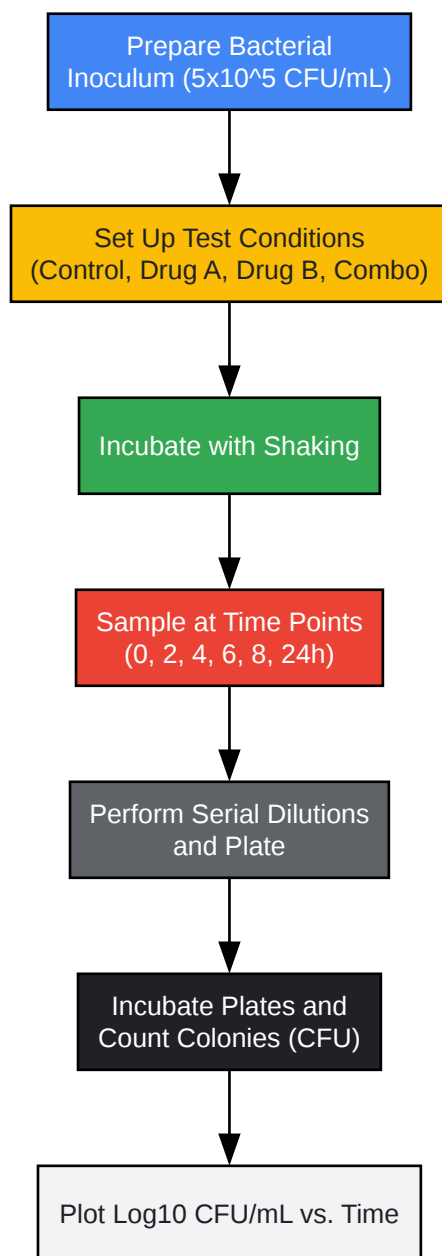 Prepare Bacterial
Inoculum (5x10^5 CFU/mL)
Set Up Test Conditions
(Control, Drug A, Drug B, Combo)
Incubate with Shaking
Sample at Time Points
(0, 2, 4, 6, 8, 24h)
Perform Serial Dilutions
and Plate
Incubate Plates and
Count Colonies (CFU)
Plot Log10 CFU/mL vs. Time